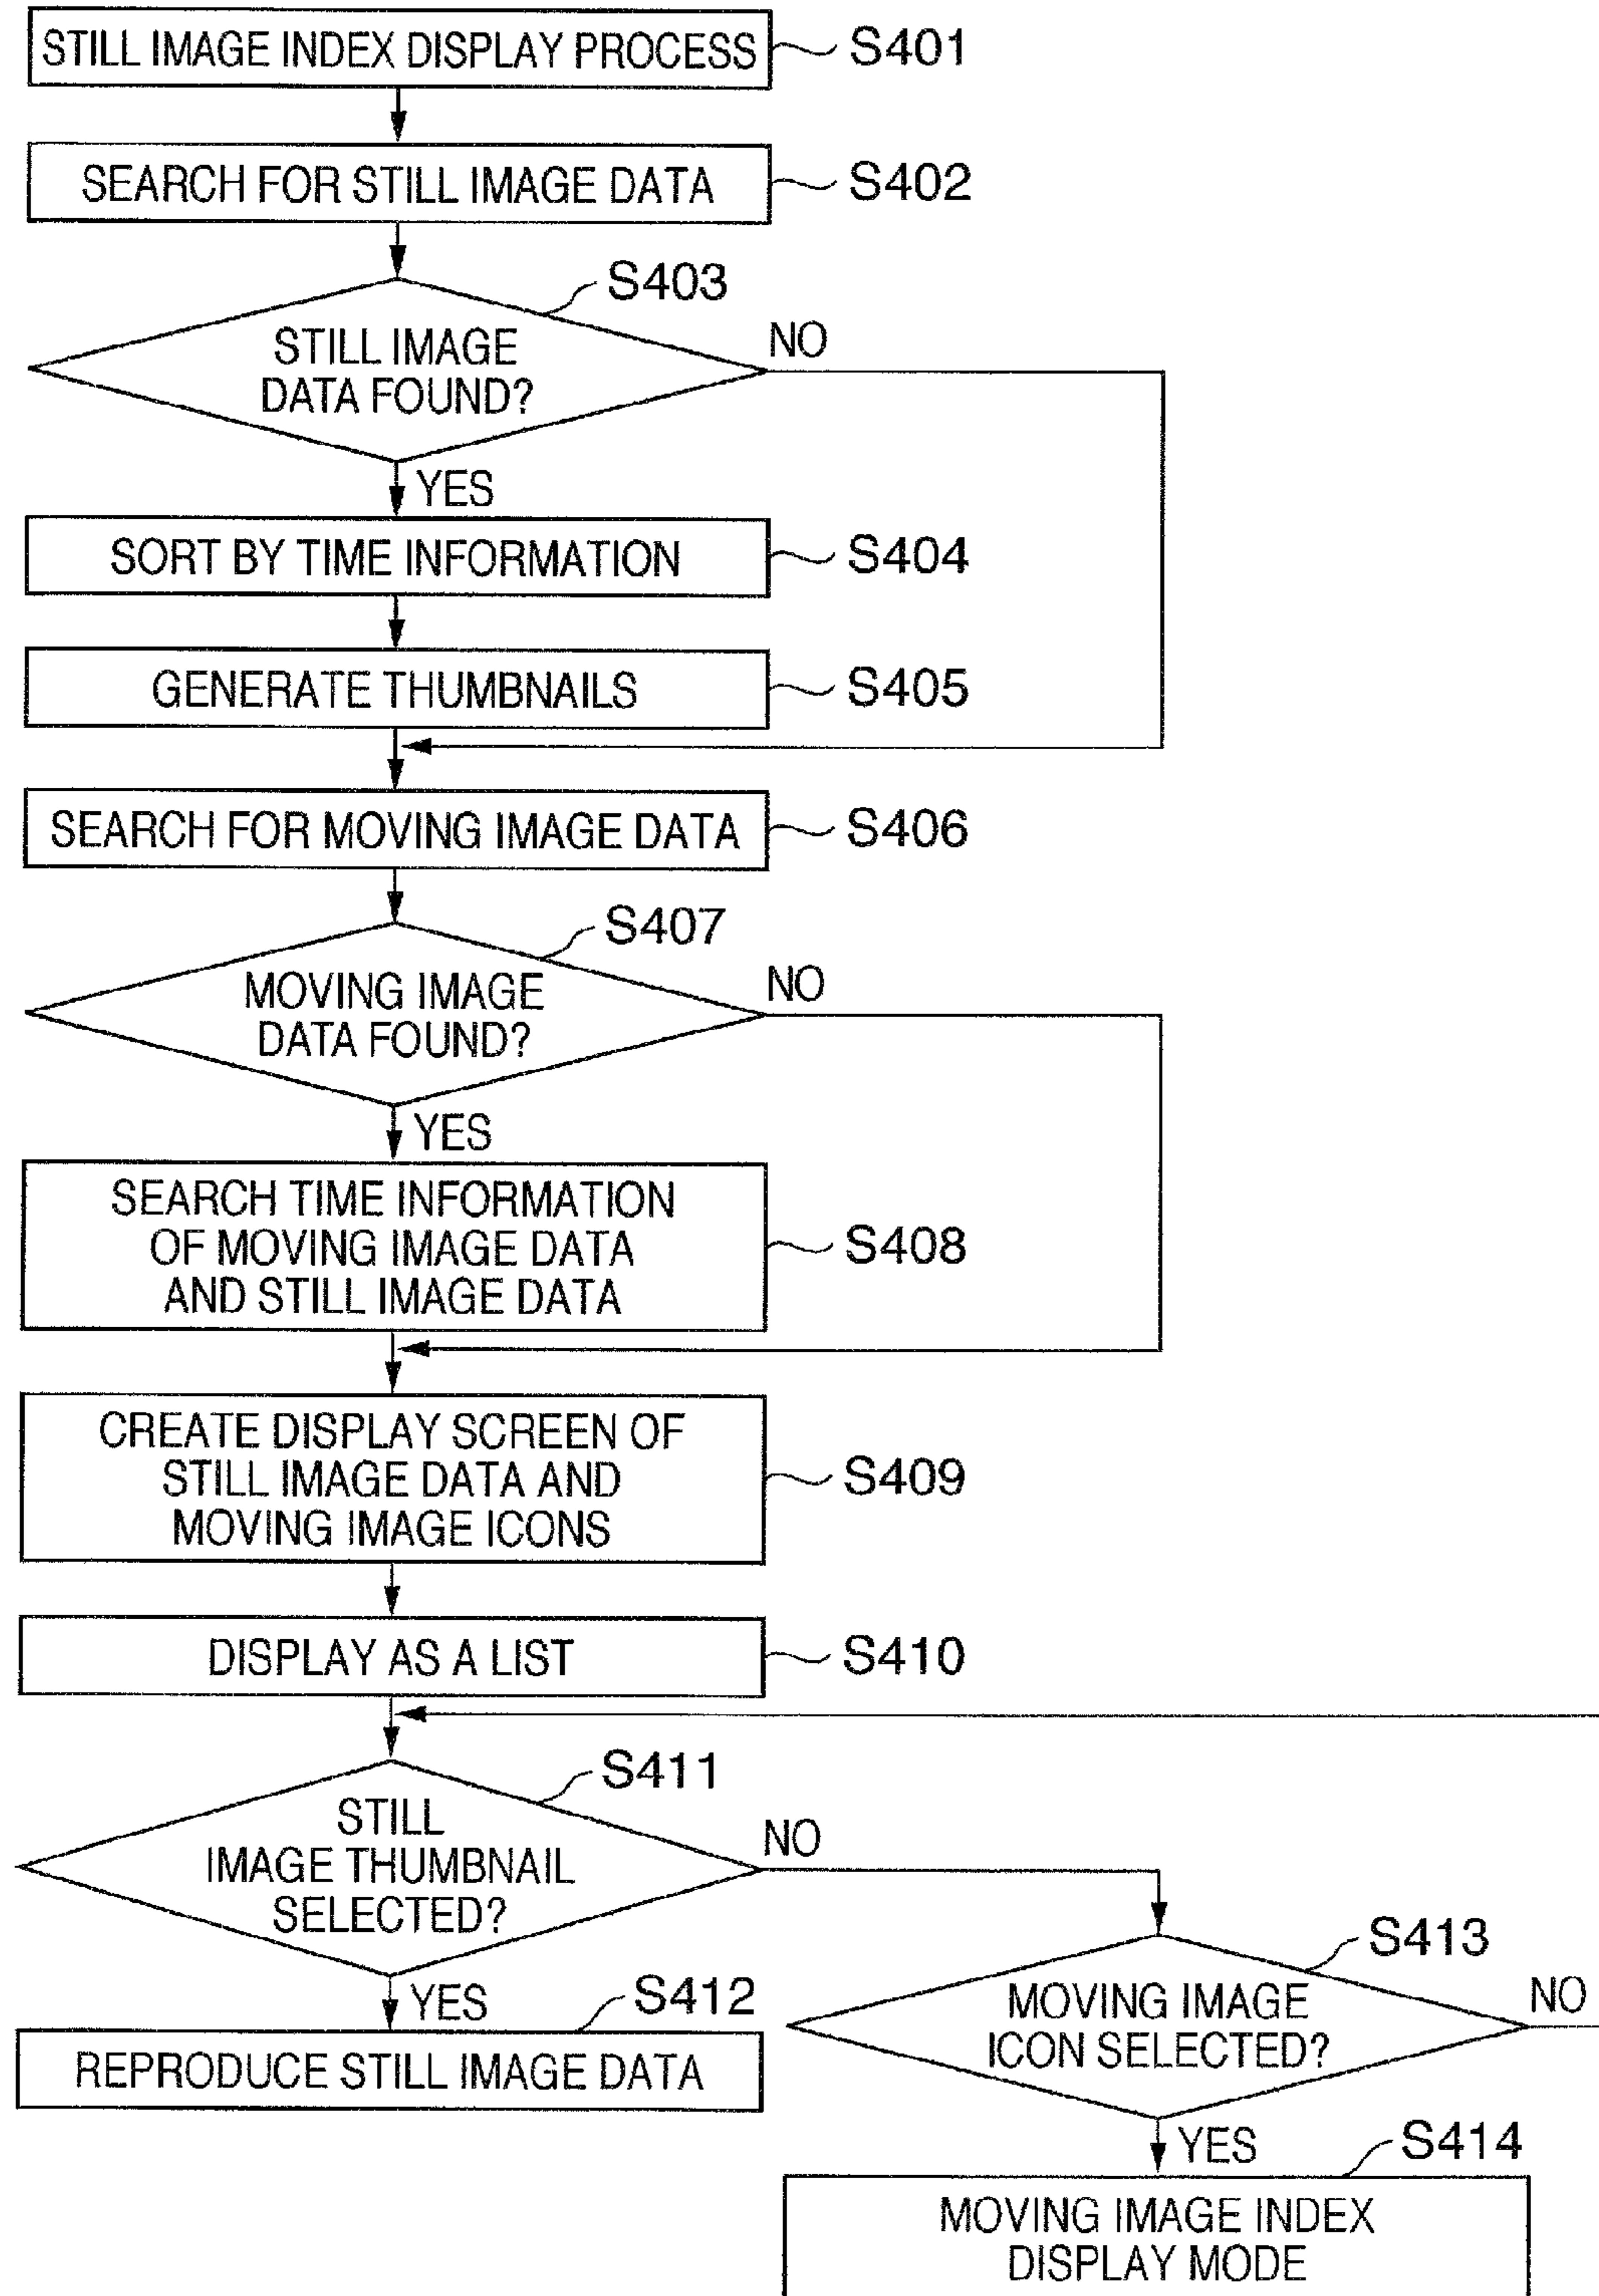 STILL IMAGE INDEX DISPLAY PROCESS
S401
SEARCH FOR STILL IMAGE DATA
S402
S403
STILL IMAGE
DATA FOUND?
NO
YES
SORT BY TIME INFORMATION
S404
GENERATE THUMBNAILS
S405
SEARCH FOR MOVING IMAGE DATA
S406
S407
MOVING IMAGE
DATA FOUND?
NO
YES
SEARCH TIME INFORMATION
OF MOVING IMAGE DATA
AND STILL IMAGE DATA
S408
CREATE DISPLAY SCREEN OF
STILL IMAGE DATA AND
MOVING IMAGE ICONS
S409
DISPLAY AS A LIST
S410
S411
STILL
IMAGE THUMBNAIL
SELECTED?
NO
YES
S412
REPRODUCE STILL IMAGE DATA
S413
MOVING IMAGE
ICON SELECTED?
NO
YES
S414
MOVING IMAGE INDEX
DISPLAY MODE